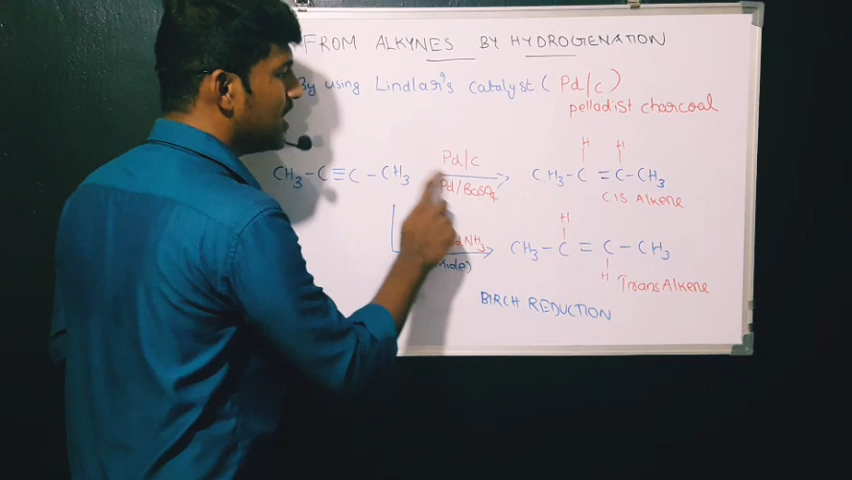 FROM ALKYNES BY HYDROGENATION
By using Lindlar's catalyst ( Pd/c )
pelladist charcoal
H H
CH3-C≡C-CH3 Pd/c CH3-C=C-CH3
Pd/BaSO4 CIS Alkene
H
NH3 CH3-C=C-CH3
H Trans Alkene
BIRCH REDUCTION